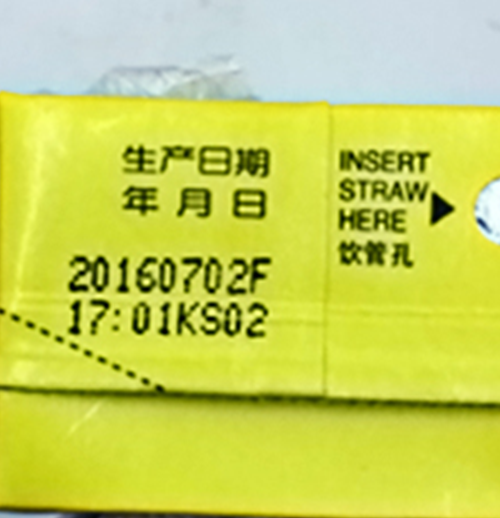 生产日期
年月日
20160702F
17:01KS02
INSERT
STRAW
HERE
饮管孔